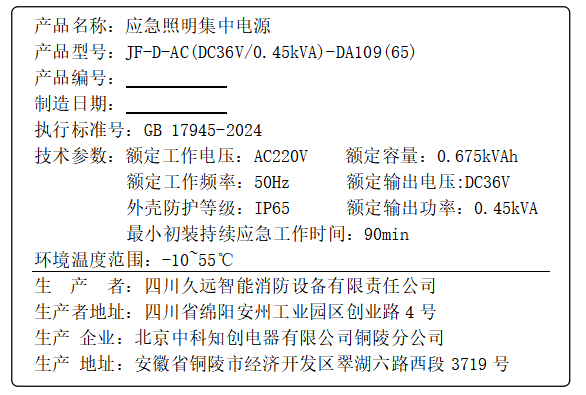 产品名称：应急照明集中电源
产品型号：JF-D-AC(DC36V/0.45kVA)-DA109(65)
产品编号：
制造日期：
执行标准号：GB 17945-2024
技术参数：额定工作电压：AC220V 额定容量：0.675kVAh
额定工作频率：50Hz 额定输出电压:DC36V
外壳防护等级：IP65 额定输出功率：0.45kVA
最小初装持续应急工作时间：90min
环境温度范围：-10~55℃
生 产 者：四川久远智能消防设备有限责任公司
生产者地址：四川省绵阳安州工业园区创业路4号
生产 企业：北京中科知创电器有限公司铜陵分公司
生产 地址：安徽省铜陵市经济开发区翠湖六路西段3719号